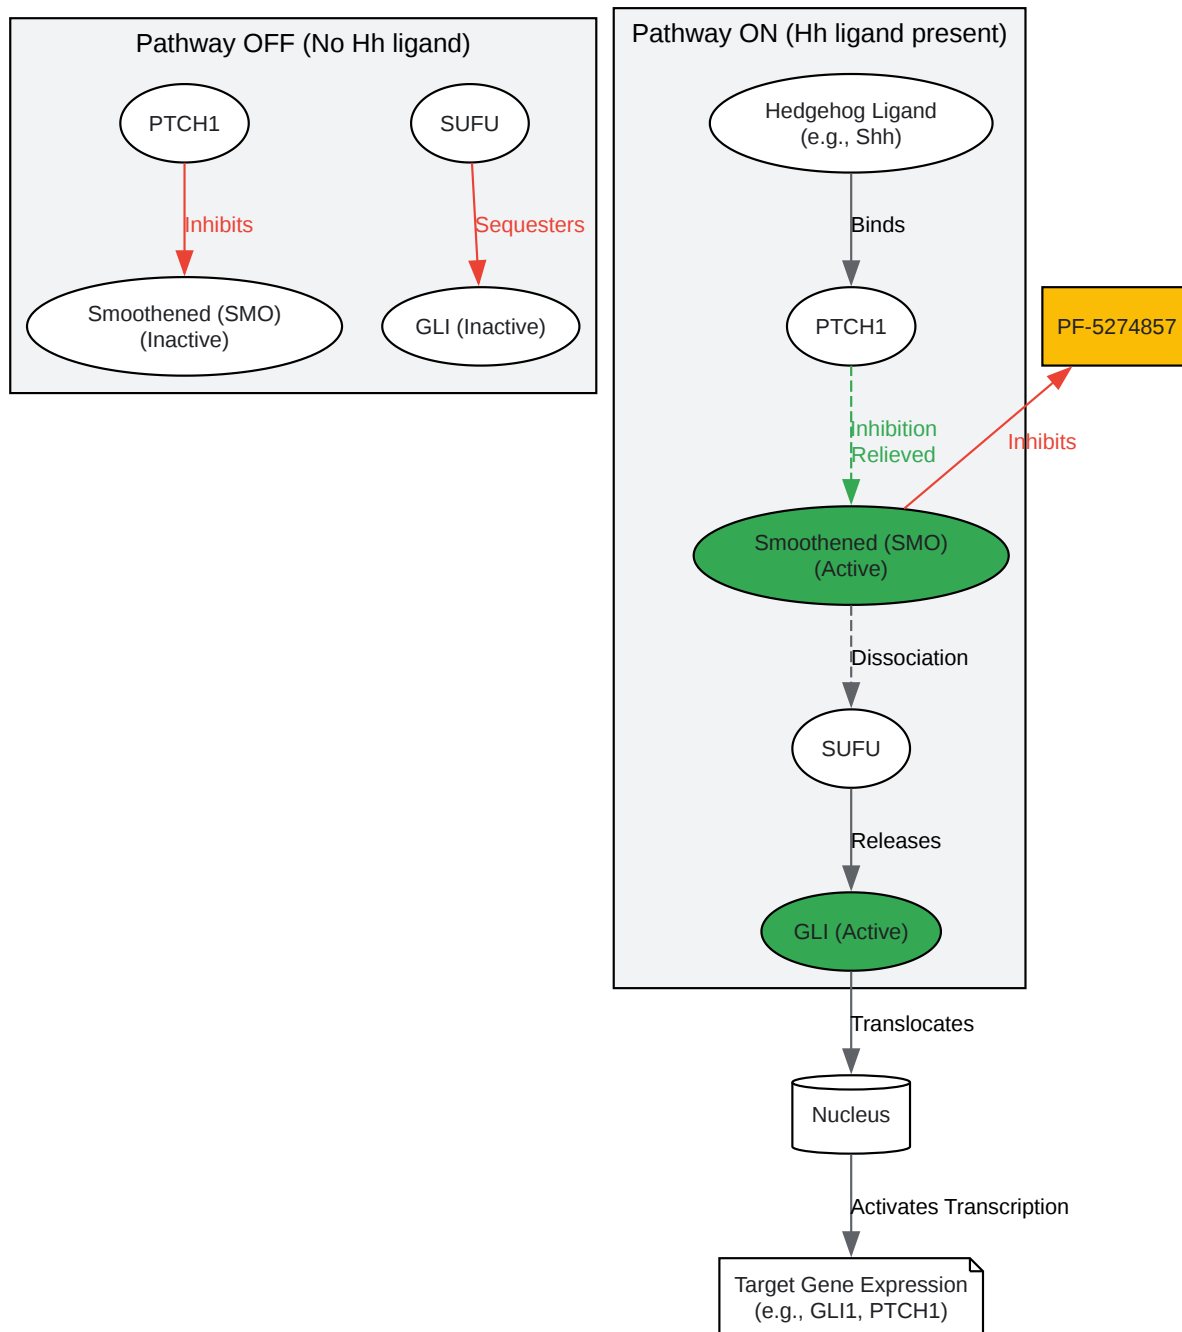 Pathway OFF (No Hh ligand)
PTCH1
SUFU
Inhibits
Sequesters
Smoothened (SMO)
(Inactive)
GLI (Inactive)
Pathway ON (Hh ligand present)
Hedgehog Ligand
(e.g., Shh)
Binds
PTCH1
PF-5274857
Inhibition
Relieved
Inhibits
Smoothened (SMO)
(Active)
Dissociation
SUFU
Releases
GLI (Active)
Translocates
Nucleus
Activates Transcription
Target Gene Expression
(e.g., GLI1, PTCH1)